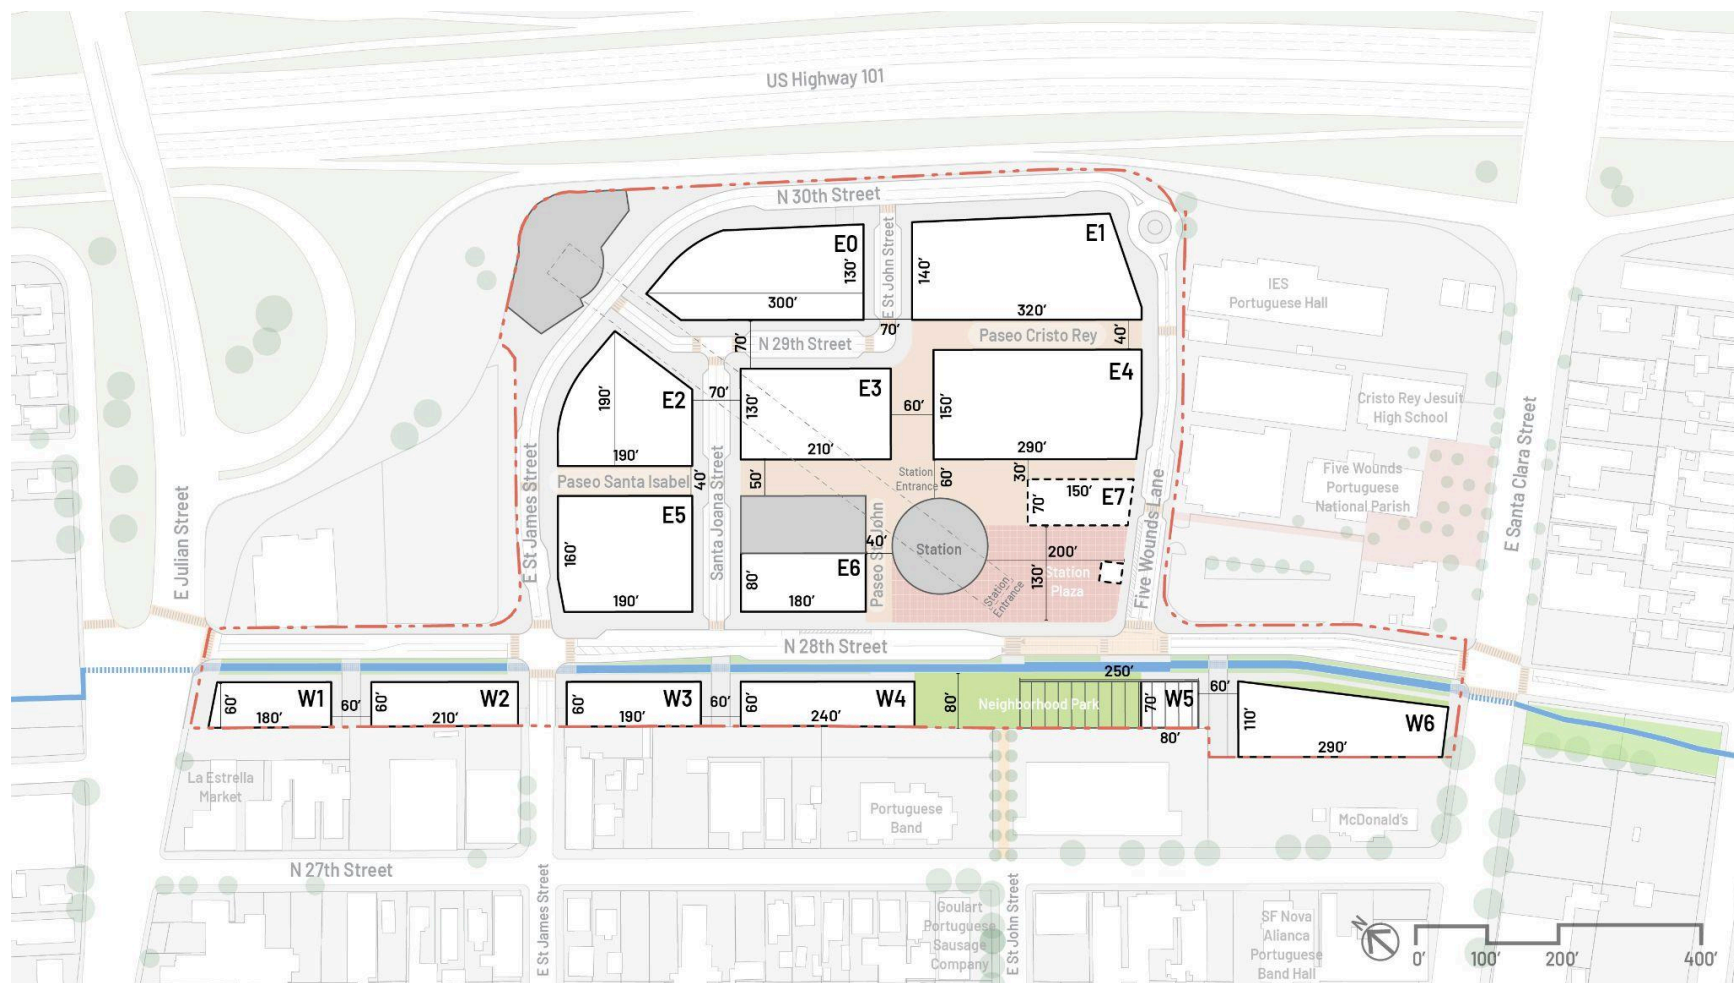 US Highway 101
N 30th Street
E0
130'
300'
E St John Street
E1
140'
320'
70'
70'
N 29th Street
Paseo Cristo Rey
40'
IES
Portuguese Hall
190'
E2
190'
70'
E3
130'
210'
60'
E4
150'
290'
Cristo Rey Jesuit
High School
E Santa Clara Street
Paseo Santa Isabel
40'
Santa Joana Street
50'
Station
Entrance
60'
30'
150'
E7
70'
Five Wounds
Portuguese
National Parish
E Julian Street
E St James Street
E5
160'
190'
E6
80'
180'
Paseo St John
40'
Station
200'
130'
Station
Plaza
Station
Entrance
Five Wounds Lane
N 28th Street
W1
60'
180'
60'
W2
60'
210'
W3
60'
190'
60'
W4
60'
240'
80'
Neighborhood Park
250'
W5
70'
80'
60'
110'
W6
290'
La Estrella
Market
Portuguese
Band
McDonald's
N 27th Street
E St James Street
Goulart
Portuguese
Sausage
Company
E St John Street
SF Nova
Alianca
Portuguese
Band Hall
N
0'
100'
200'
400'